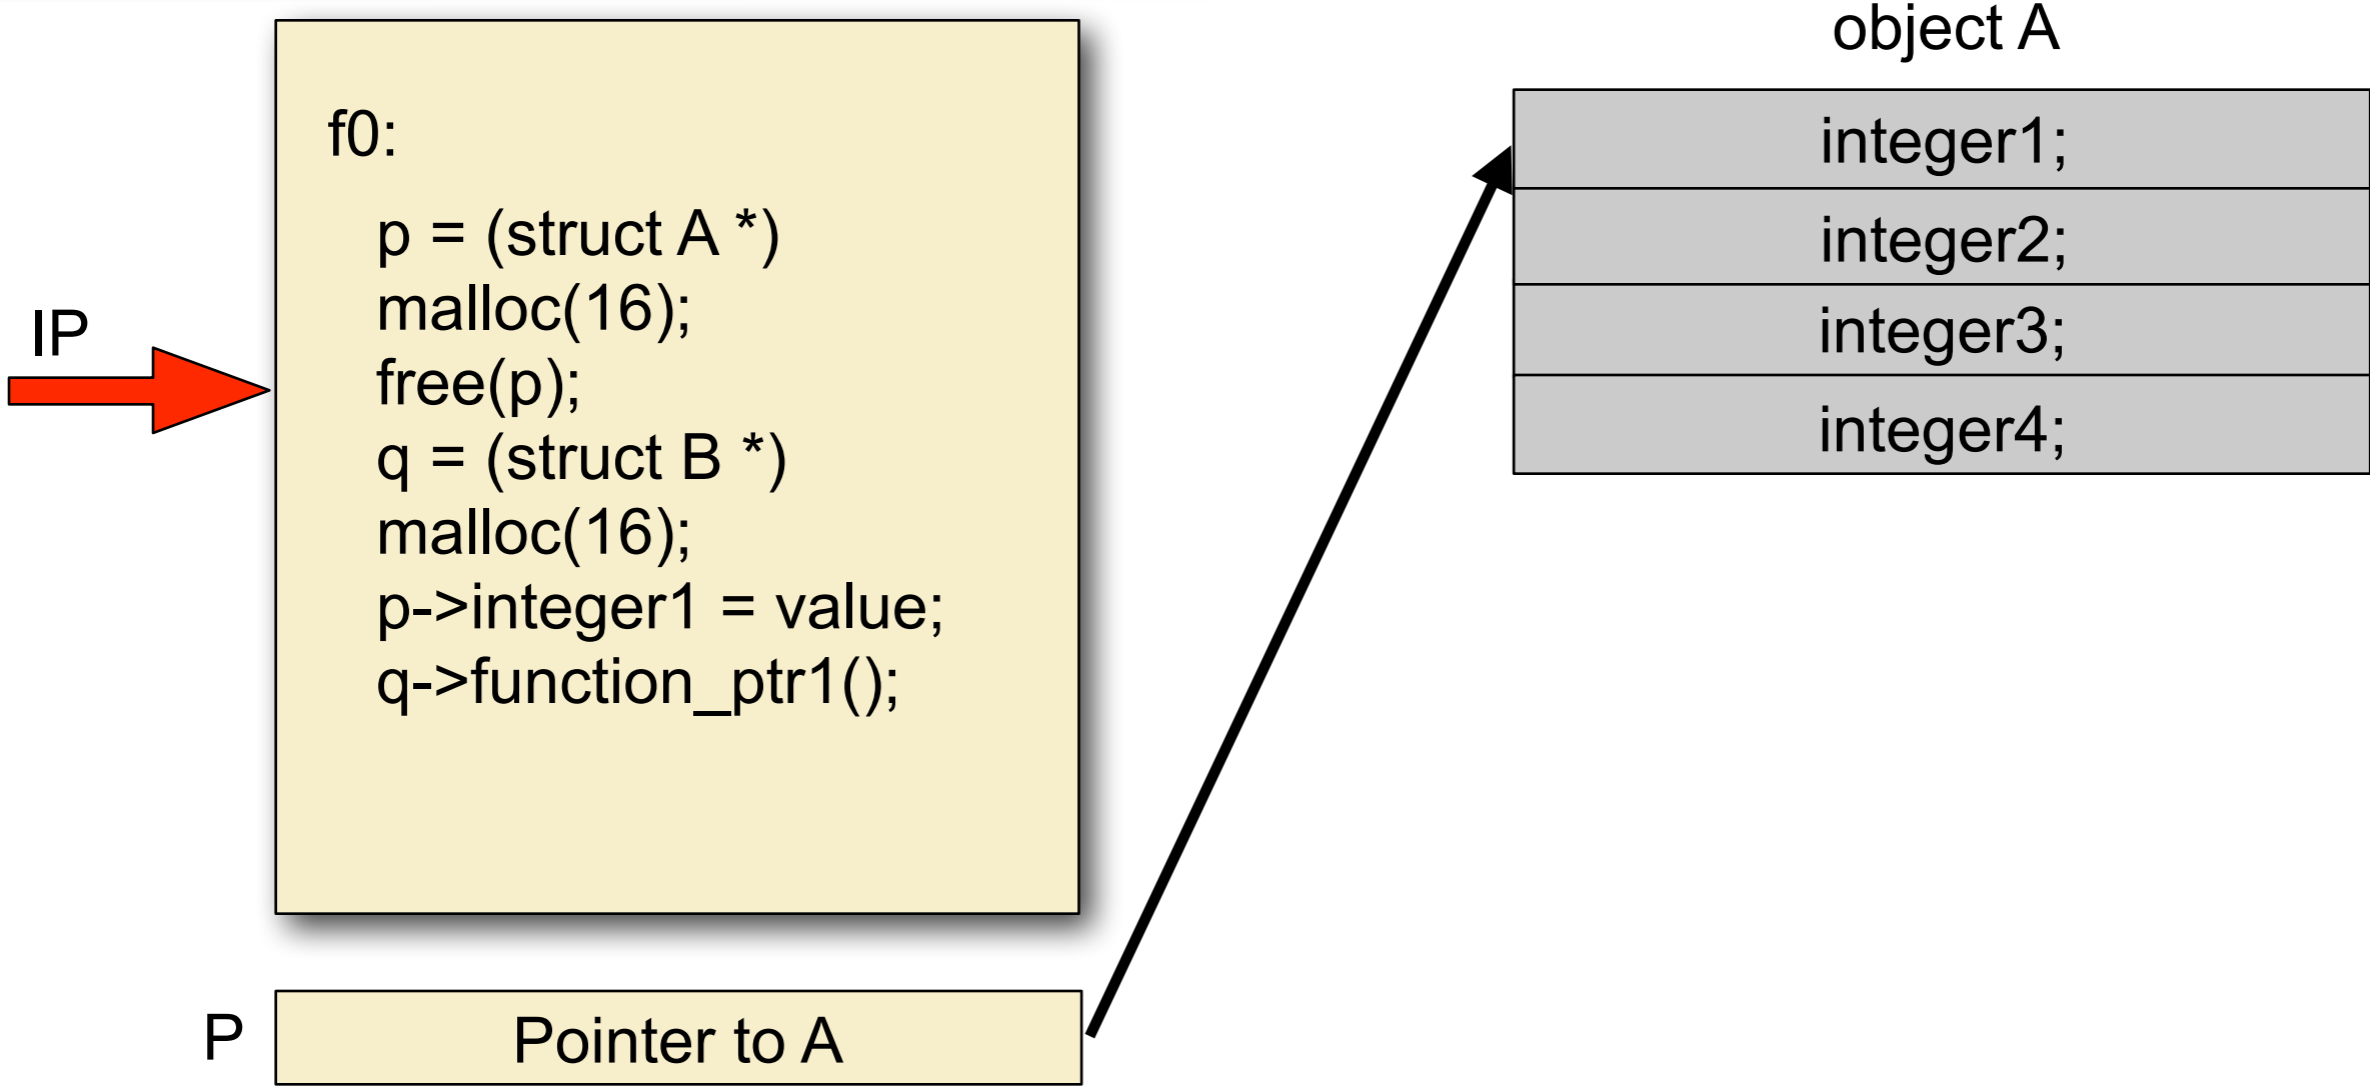 object A
f0:
p = (struct A *)
malloc(16);
free(p);
q = (struct B *)
malloc(16);
p->integer1 = value;
q->function_ptr1();
IP
integer1;
integer2;
integer3;
integer4;
P
Pointer to A